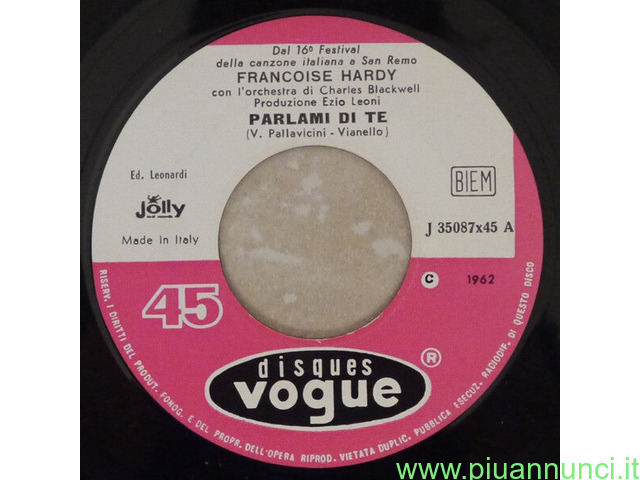 Dal 16º Festival
della canzone italiana a San Remo
FRANCOISE HARDY
con l'orchestra di Charles Blackwell
Produzione Ezio Leoni
PARLAMI DI TE
(V. Pallavicini - Vianello)
Ed. Leonardi
BIEM
Jolly
J 35087x45 A
Made in Italy
C 1962
45
disques
vogue
®
RISERV. I DIRITTI DEL PRODUT. FONOG. E DEL PROPR. DELL'OPERA RIPROD. VIETATA DUPLIC. PUBBLICA ESECUZ. RADIODIF. DI QUESTO DISCO
www.piuannunci.it